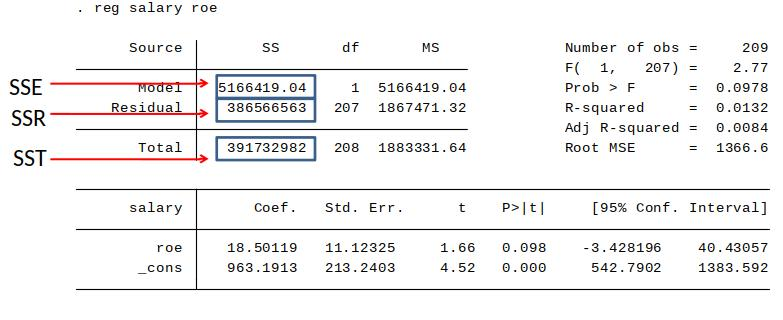 . reg salary roe
Source SS df MS Number of obs = 209
F( 1, 207) = 2.77
SSE Model 5166419.04 1 5166419.04 Prob > F = 0.0978
SSR Residual 386566563 207 1867471.32 R-squared = 0.0132
Adj R-squared = 0.0084
SST Total 391732982 208 1883331.64 Root MSE = 1366.6
salary Coef. Std. Err. t P>|t| [95% Conf. Interval]
roe 18.50119 11.12325 1.66 0.098 -3.428196 40.43057
_cons 963.1913 213.2403 4.52 0.000 542.7902 1383.592